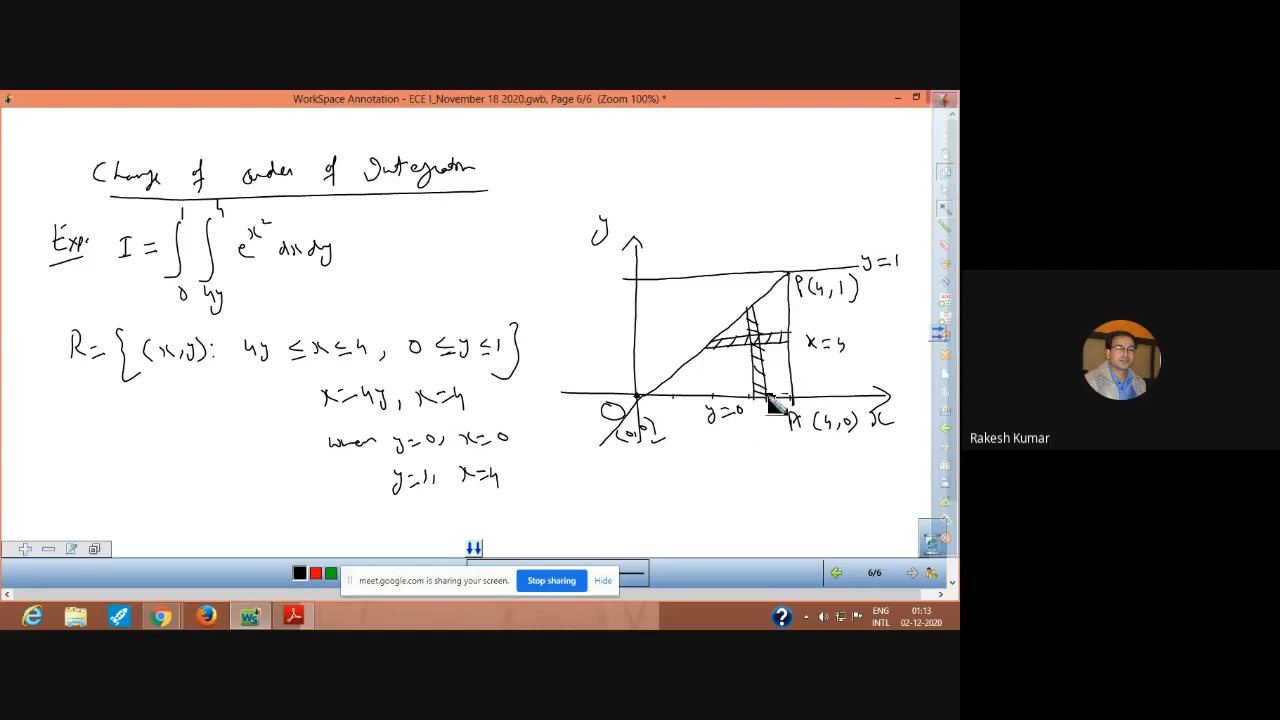 WorkSpace Annotation - ECE I_November 18 2020.gwb, Page 6/6 (Zoom 100%) *
Change of order of Integration
Exp: I = ∫₀¹ ∫₄ᵧ⁴ e^x² dx dy
R = { (x,y): 4y ≤ x ≤ 4, 0 ≤ y ≤ 1 }
x = 4y, x = 4
when y=0, x=0
y=1, x=4
y
y=1
P(4,1)
x=4
O
(0,0)
y=0
(4,0)
x
Rakesh Kumar
6/6
meet.google.com is sharing your screen.
Stop sharing
Hide
ENG
INTL
01:13
02-12-2020